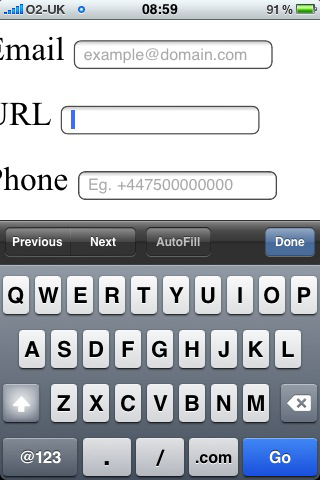 O2-UK 08:59 91%
Email example@domain.com
URL
Phone Eg. +447500000000
Previous Next AutoFill Done
Q W E R T Y U I O P
A S D F G H J K L
Z X C V B N M
@123 . / .com Go